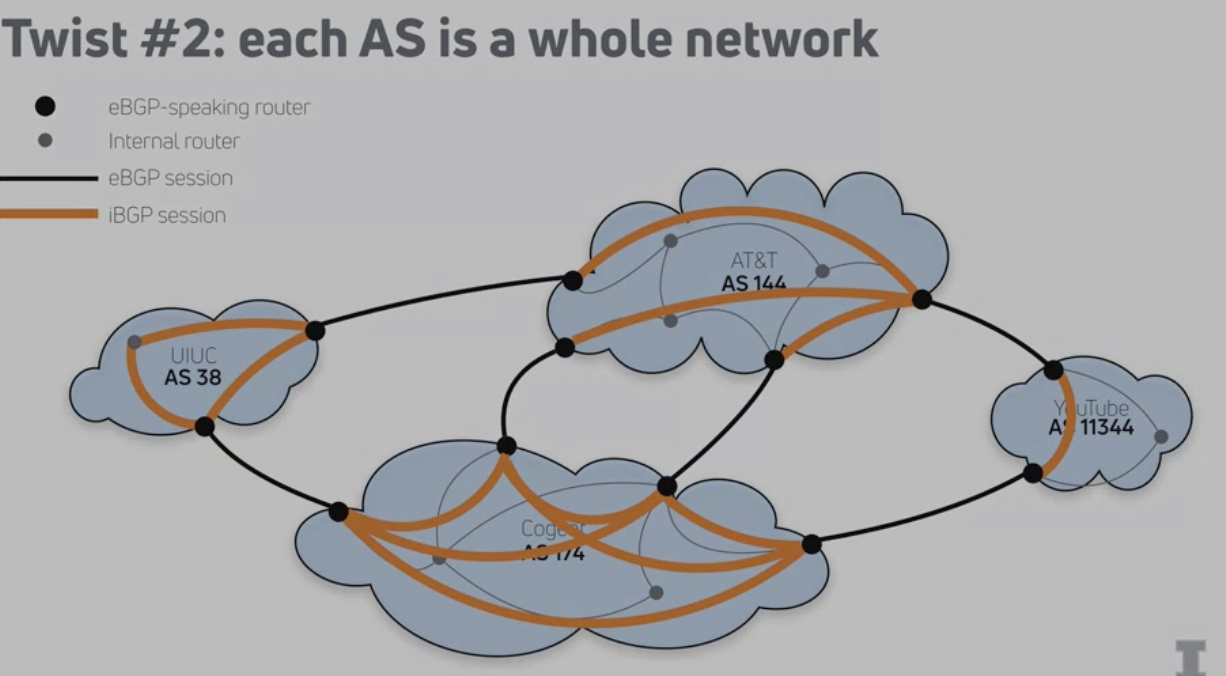 Twist #2: each AS is a whole network
eBGP-speaking router
Internal router
eBGP session
iBGP session
AT&T
AS 144
UIUC
AS 38
YouTube
AS 11344
Cogent
AS 174
I